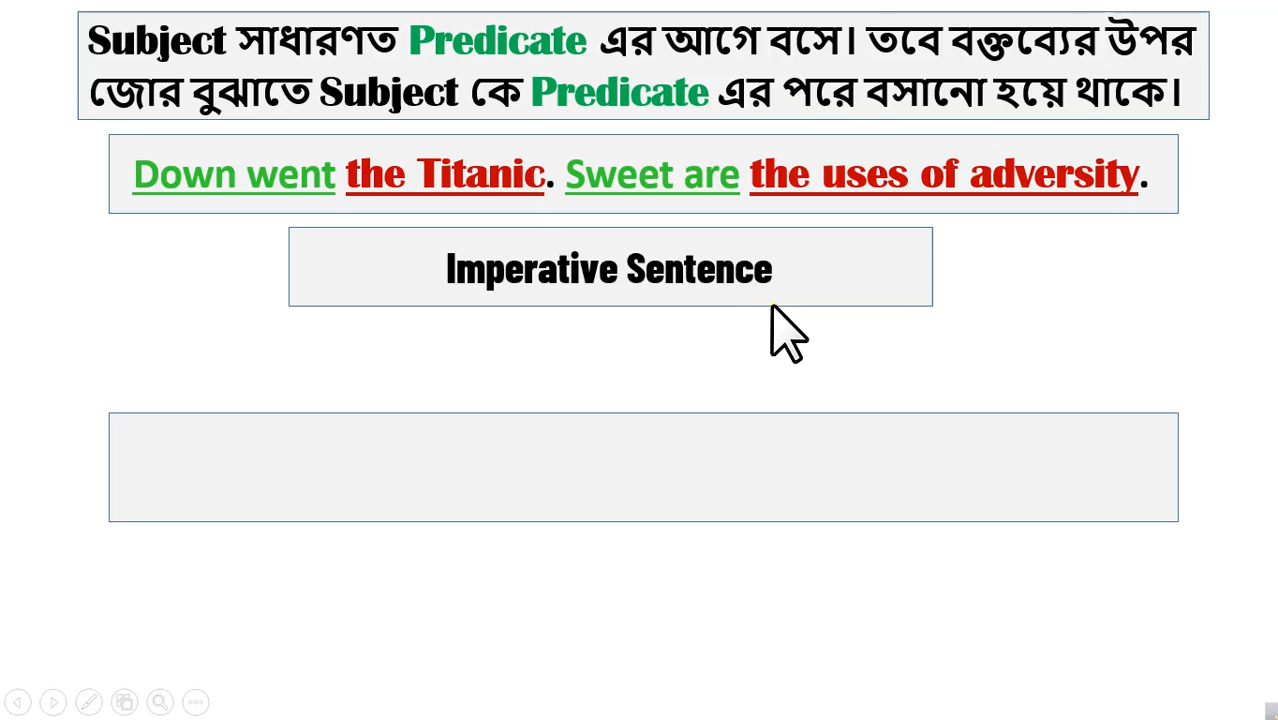 Subject সাধারণত Predicate এর আগে বসে। তবে বক্তব্যের উপর
জোর বুঝাতে Subject কে Predicate এর পরে বসানো হয়ে থাকে।
Down went the Titanic. Sweet are the uses of adversity.
Imperative Sentence